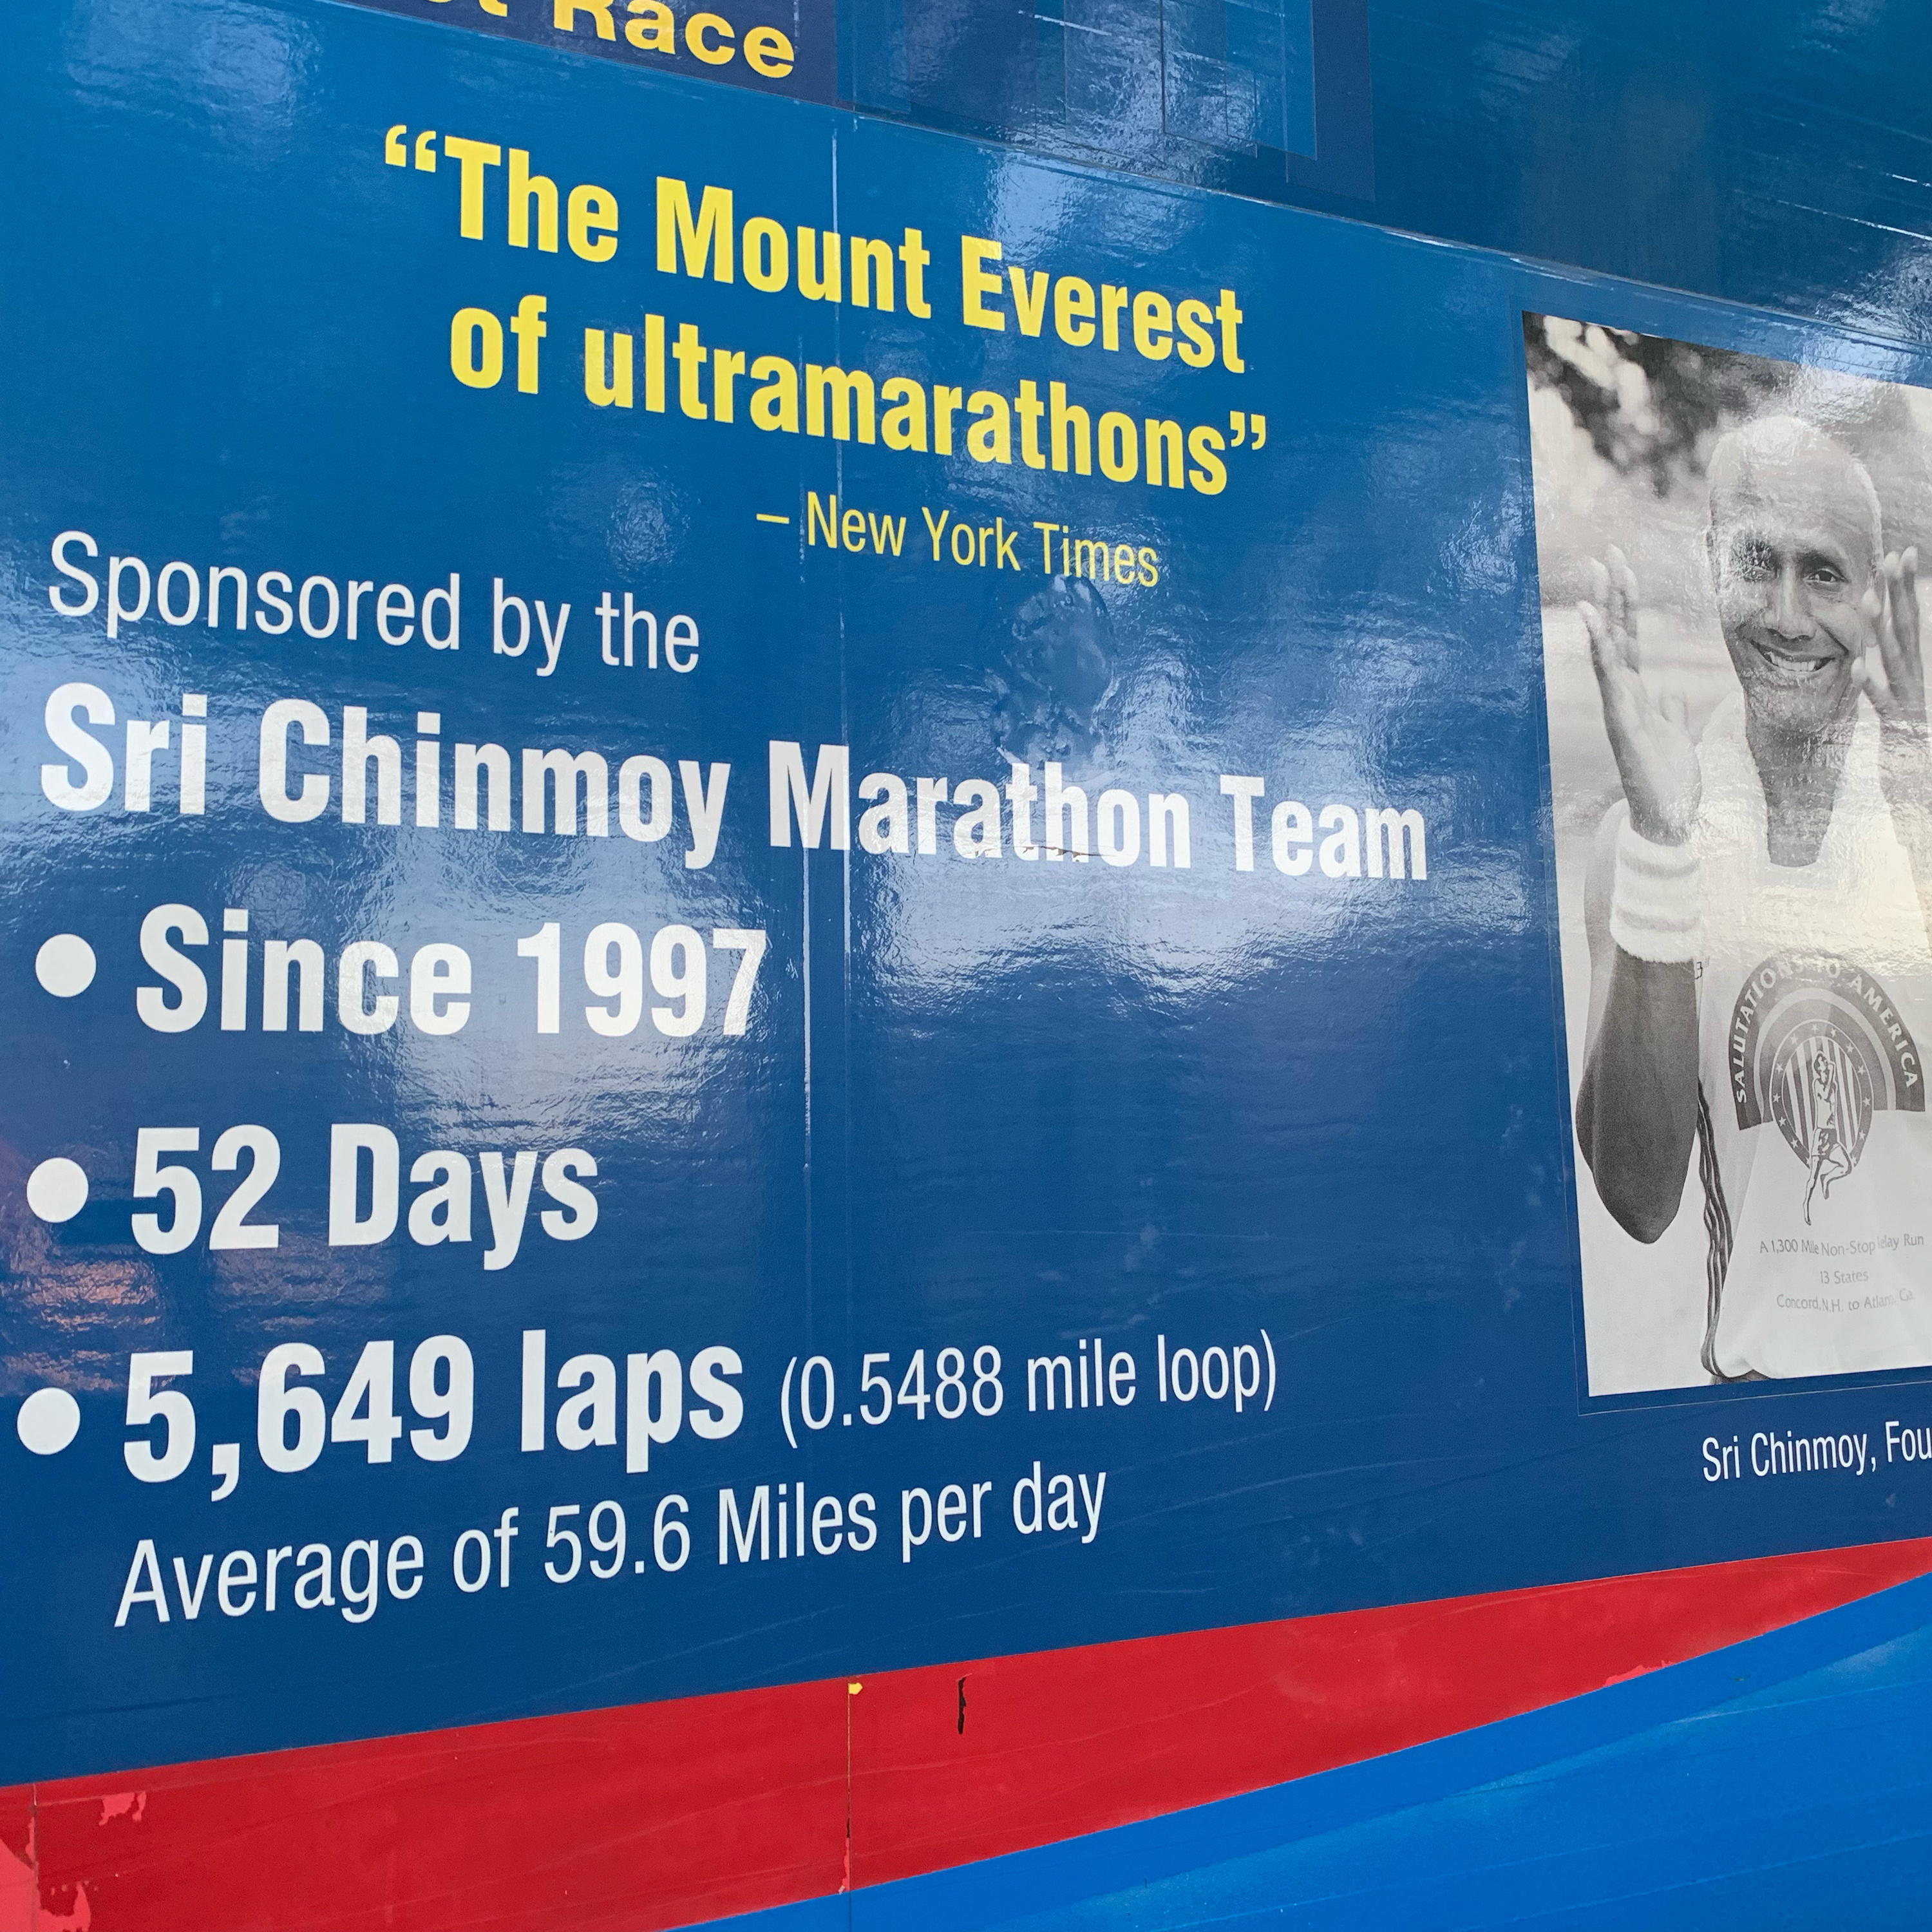 Race
“The Mount Everest
of ultramarathons”
– New York Times
Sponsored by the
Sri Chinmoy Marathon Team
• Since 1997
• 52 Days
• 5,649 laps (0.5488 mile loop)
Average of 59.6 Miles per day
SALUTATIONS TO AMERICA
A 1,300 Mile Non-Stop Relay Run
13 States
Concord, N.H. to Atlanta, Ga
Sri Chinmoy, Fou